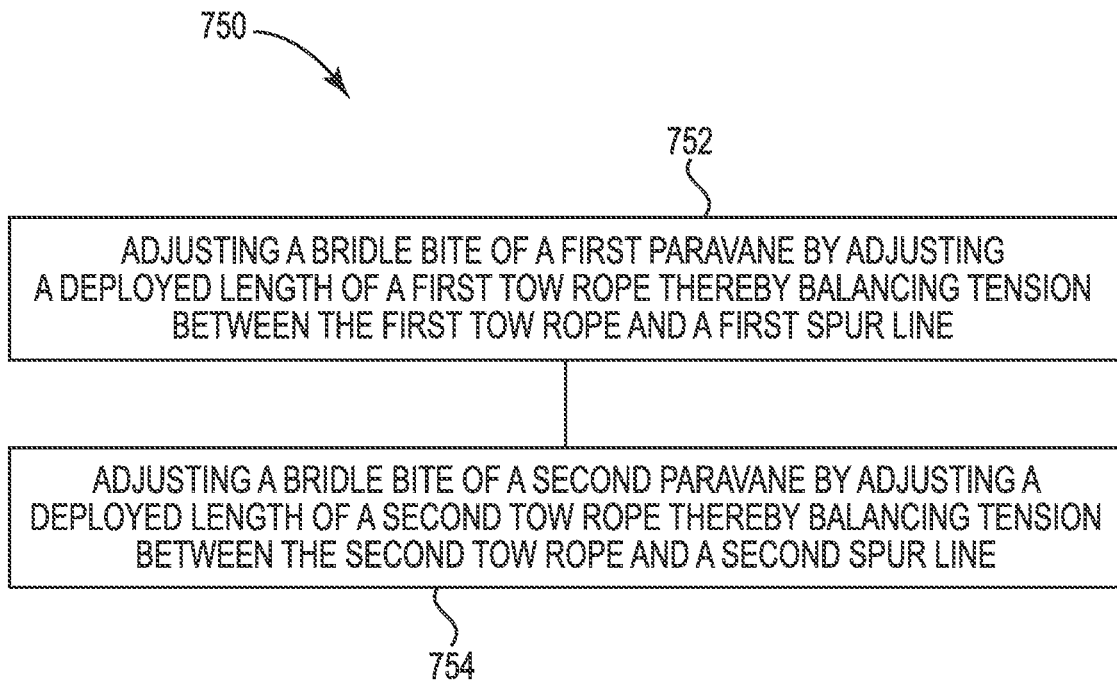 750
752
ADJUSTING A BRIDLE BITE OF A FIRST PARAVANE BY ADJUSTING
A DEPLOYED LENGTH OF A FIRST TOW ROPE THEREBY BALANCING TENSION
BETWEEN THE FIRST TOW ROPE AND A FIRST SPUR LINE
ADJUSTING A BRIDLE BITE OF A SECOND PARAVANE BY ADJUSTING A
DEPLOYED LENGTH OF A SECOND TOW ROPE THEREBY BALANCING TENSION
BETWEEN THE SECOND TOW ROPE AND A SECOND SPUR LINE
754